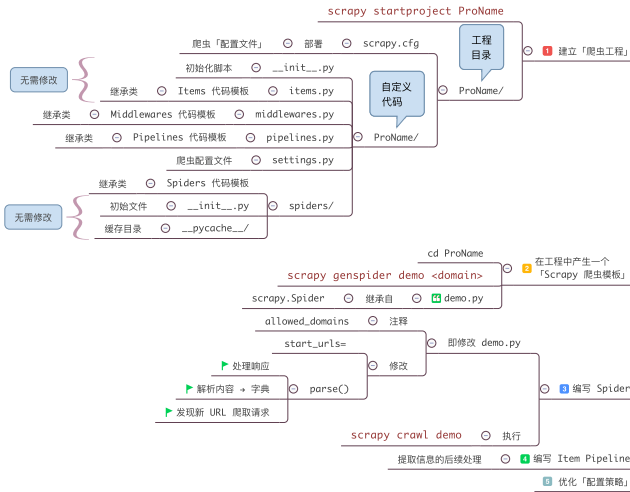 scrapy startproject ProName
爬虫「配置文件」 部署 scrapy.cfg
工程
目录
1 建立「爬虫工程」
初始化脚本 __init__.py
无需修改
继承类 Items 代码模板 items.py
自定义
代码
ProName/
继承类 Middlewares 代码模板 middlewares.py
继承类 Pipelines 代码模板 pipelines.py
ProName/
爬虫配置文件 settings.py
继承类 Spiders 代码模板
初始文件 __init__.py
spiders/
无需修改
缓存目录 __pycache__/
cd ProName
scrapy genspider demo <domain>
2 在工程中产生一个
「Scrapy 爬虫模板」
scrapy.Spider 继承自 demo.py
allowed_domains 注释
start_urls=
即修改 demo.py
处理响应
修改
解析内容 → 字典
parse()
3 编写 Spider
发现新 URL 爬取请求
scrapy crawl demo 执行
提取信息的后续处理 4 编写 Item Pipeline
5 优化「配置策略」